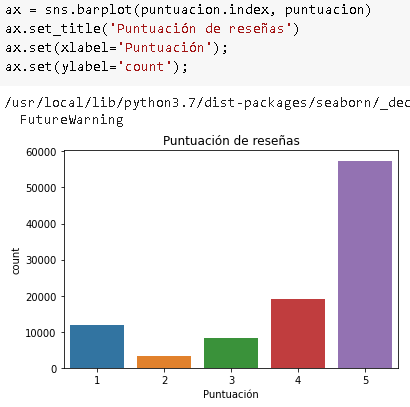 ax = sns.barplot(puntuacion.index, puntuacion)
ax.set_title('Puntuación de reseñas')
ax.set(xlabel='Puntuación');
ax.set(ylabel='count');
/usr/local/lib/python3.7/dist-packages/seaborn/_dec
FutureWarning
Puntuación de reseñas
60000
50000
40000
30000
20000
10000
0
count
1 2 3 4 5
Puntuación